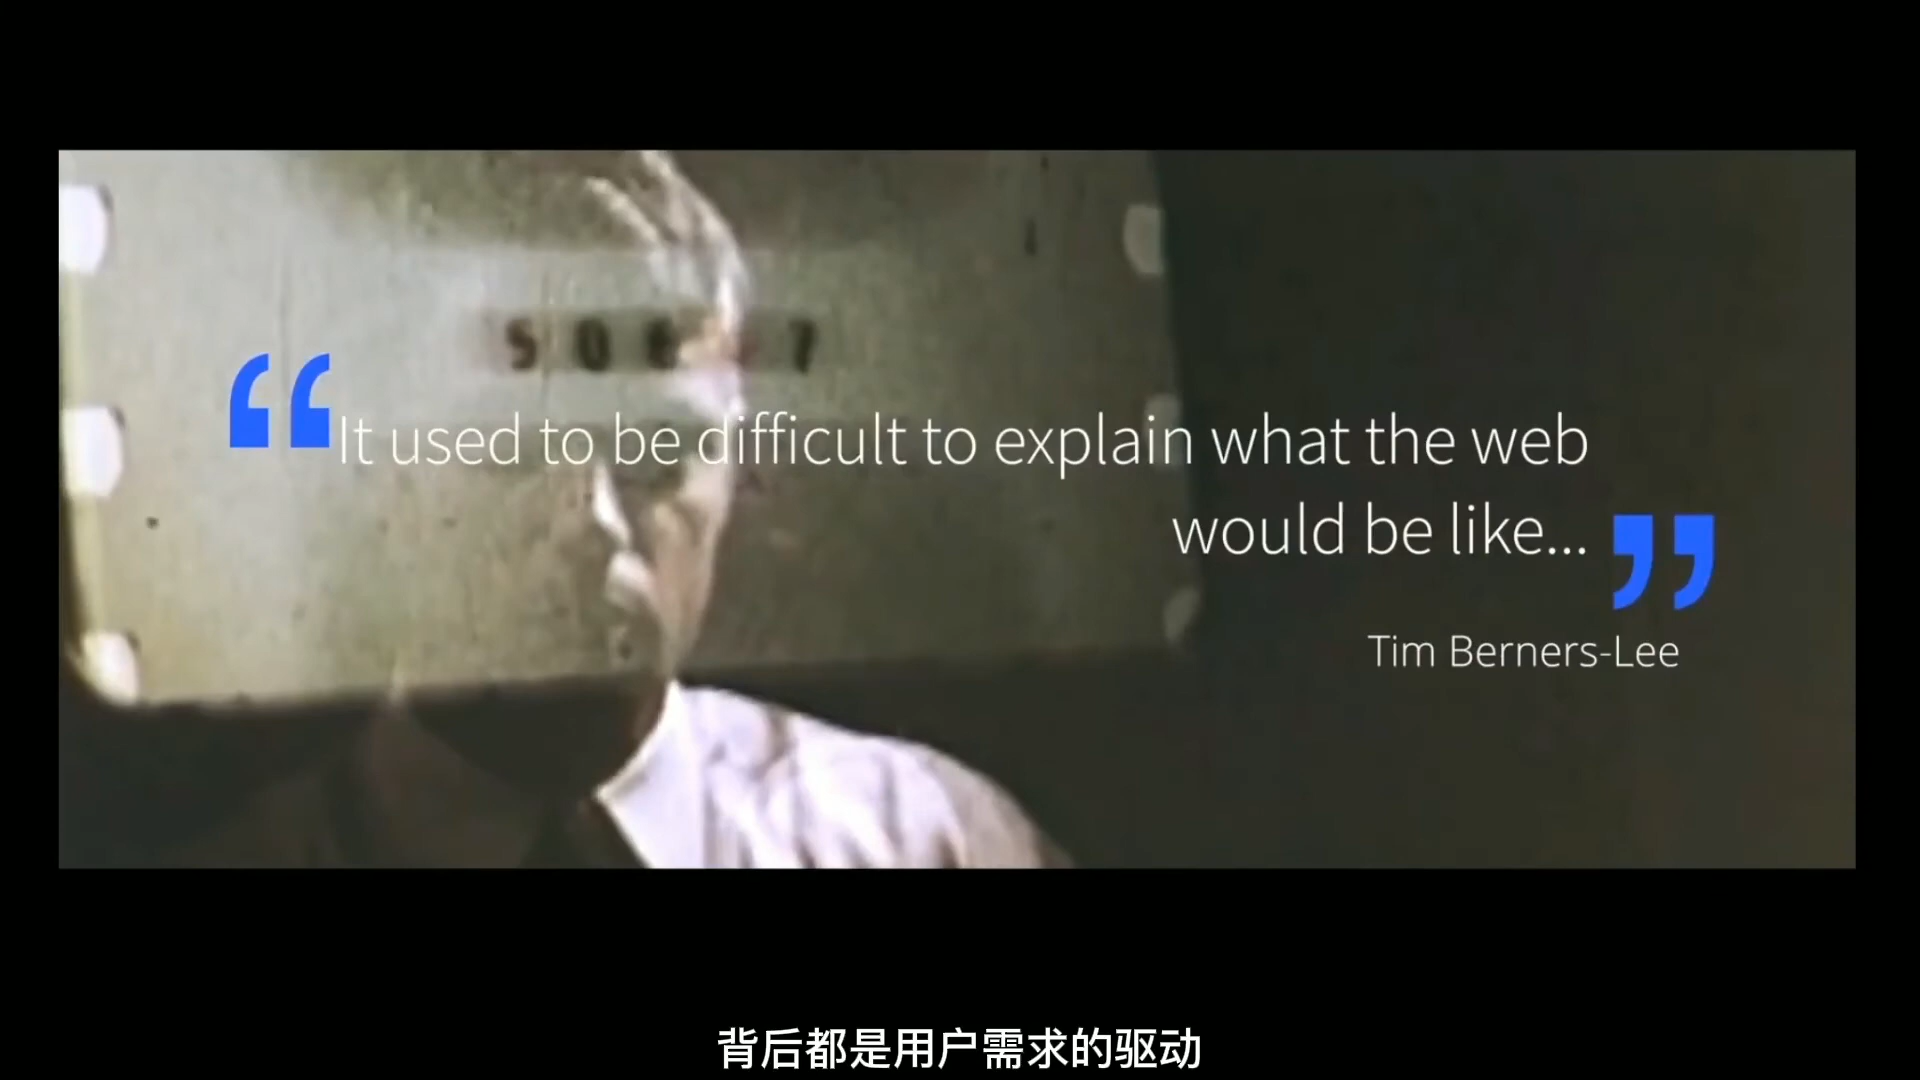 “It used to be difficult to explain what the web
would be like...”
Tim Berners-Lee
背后都是用户需求的驱动